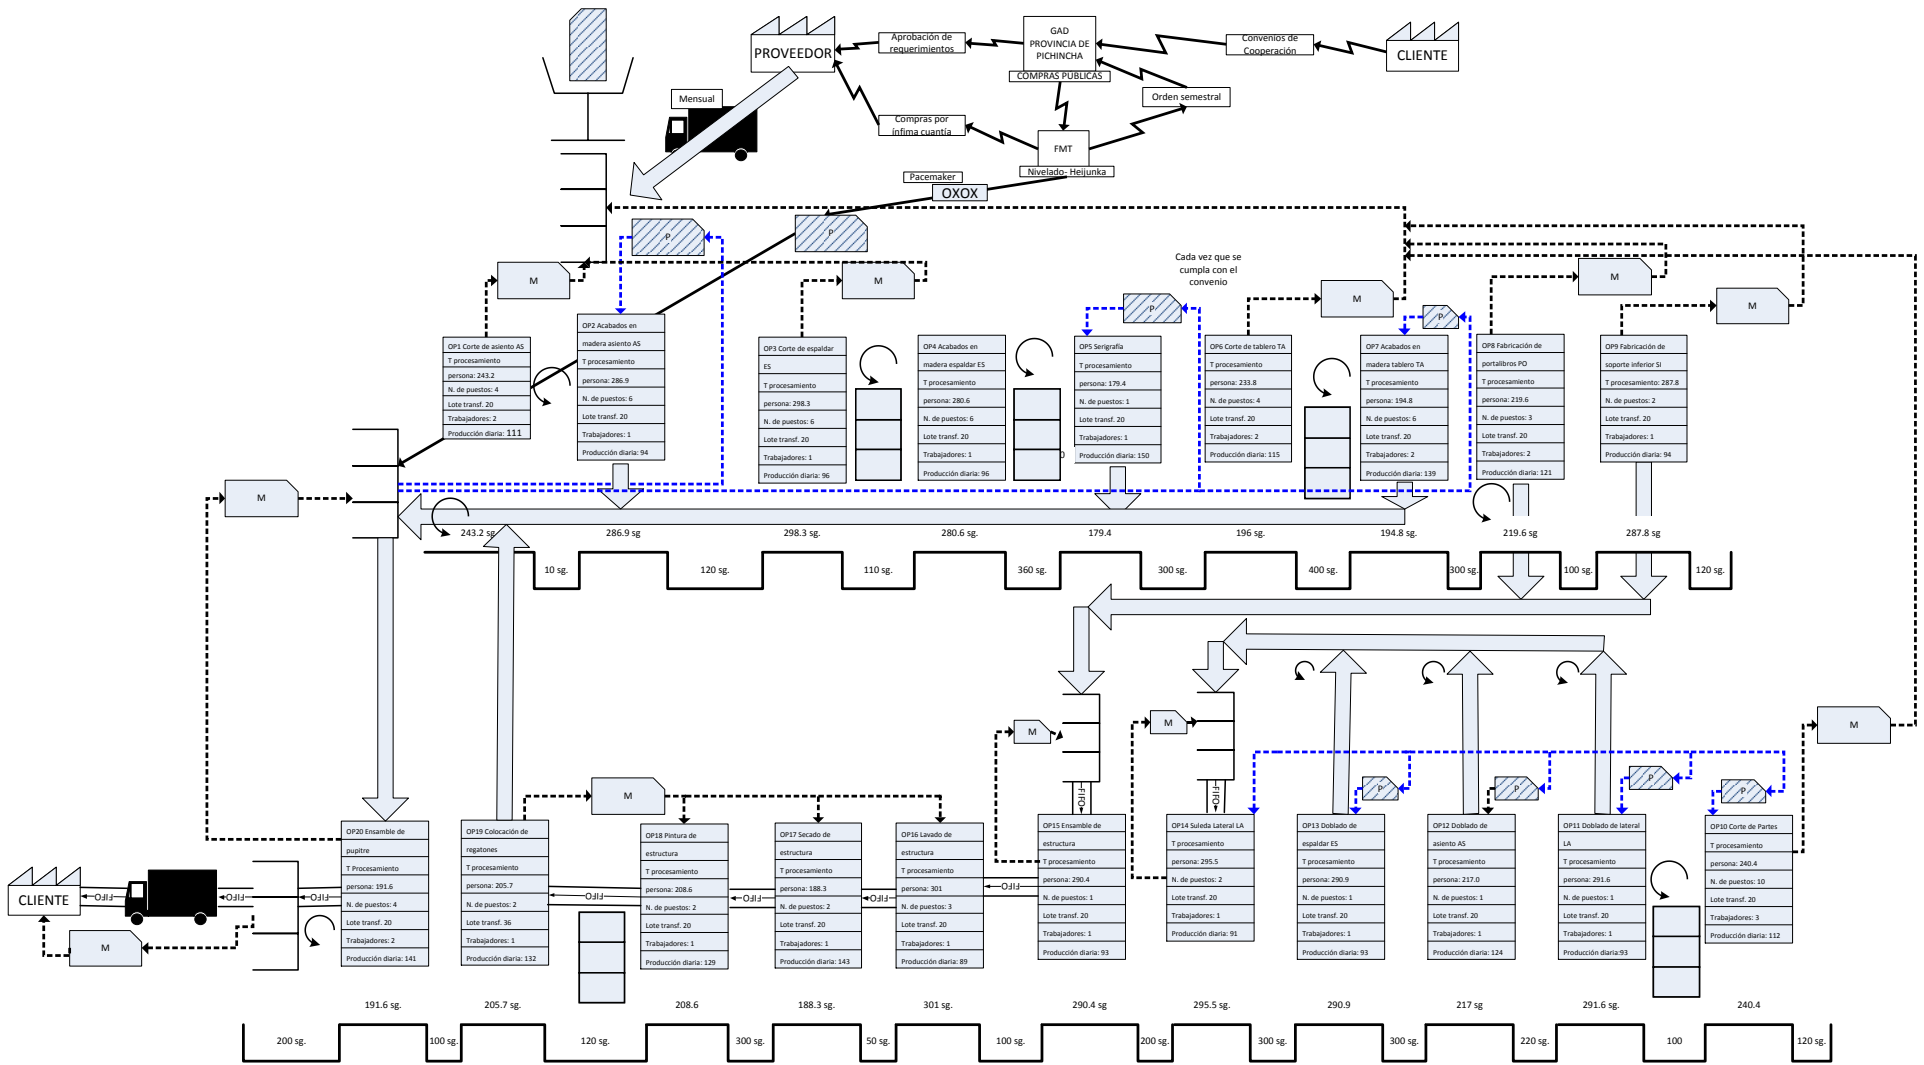 PROVEEDOR
Aprobación de
requerimientos
GAD
PROVINCIA DE
PICHINCHA
COMPRAS PUBLICAS
Convenios de
Cooperación
CLIENTE
Mensual
Compras por
ínfima cuantía
Orden semestral
FMT
Nivelado- Heijunka
Pacemaker
OXOX
P
P
M
M
Cada vez que se
cumpla con el
convenio
P
M
P
M
M
OP1 Corte de asiento AS
T procesamiento
persona: 243.2
N. de puestos: 4
Lote transf. 20
Trabajadores: 2
Producción diaria: 111
OP2 Acabados en
madera asiento AS
T procesamiento
persona: 286.9
N. de puestos: 6
Lote transf. 20
Trabajadores: 1
Producción diaria: 94
OP3 Corte de espaldar
ES
T procesamiento
persona: 298.3
N. de puestos: 6
Lote transf. 20
Trabajadores: 1
Producción diaria: 96
OP4 Acabados en
madera espaldar ES
T procesamiento
persona: 280.6
N. de puestos: 6
Lote transf. 20
Trabajadores: 1
Producción diaria: 96
OP5 Serigrafía
T procesamiento
persona: 179.4
N. de puestos: 1
Lote transf. 20
Trabajadores: 1
Producción diaria: 150
OP6 Corte de tablero TA
T procesamiento
persona: 233.8
N. de puestos: 4
Lote transf. 20
Trabajadores: 2
Producción diaria: 115
OP7 Acabados en
madera tablero TA
T procesamiento
persona: 194.8
N. de puestos: 6
Lote transf. 20
Trabajadores: 2
Producción diaria: 139
OP8 Fabricación de
portalibros PO
T procesamiento
persona: 219.6
N. de puestos: 3
Lote transf. 20
Trabajadores: 2
Producción diaria: 121
OP9 Fabricación de
soporte inferior SI
T procesamiento: 287.8
N. de puestos: 2
Lote transf. 20
Trabajadores: 1
Producción diaria: 94
M
243.2 sg
286.9 sg
298.3 sg.
280.6 sg.
179.4
196 sg.
194.8 sg.
219.6 sg
287.8 sg
10 sg.
120 sg.
110 sg.
360 sg.
300 sg.
400 sg.
300 sg.
100 sg.
120 sg.
M
M
M
FIFO
FIFO
M
P
P
P
P
OP20 Ensamble de
pupitre
T Procesamiento
persona: 191.6
N. de puestos: 4
Lote transf. 20
Trabajadores: 2
Producción diaria: 141
OP19 Colocación de
regatones
T procesamiento
persona: 205.7
N. de puestos: 2
Lote transf. 36
Trabajadores: 1
Producción diaria: 132
OP18 Pintura de
estructura
T procesamiento
persona: 208.6
N. de puestos: 2
Lote transf. 20
Trabajadores: 1
Producción diaria: 129
OP17 Secado de
estructura
T procesamiento
persona: 188.3
N. de puestos: 2
Lote transf. 20
Trabajadores: 1
Producción diaria: 143
OP16 Lavado de
estructura
T procesamiento
persona: 301
N. de puestos: 3
Lote transf. 20
Trabajadores: 1
Producción diaria: 89
OP15 Ensamble de
estructura
T procesamiento
persona: 290.4
N. de puestos: 1
Lote transf. 20
Trabajadores: 1
Producción diaria: 93
OP14 Suleda Lateral LA
T procesamiento
persona: 295.5
N. de puestos: 2
Lote transf. 20
Trabajadores: 1
Producción diaria: 91
OP13 Doblado de
espaldar ES
T procesamiento
persona: 290.9
N. de puestos: 1
Lote transf. 20
Trabajadores: 1
Producción diaria: 93
OP12 Doblado de
asiento AS
T procesamiento
persona: 217.0
N. de puestos: 1
Lote transf. 20
Trabajadores: 1
Producción diaria: 124
OP11 Doblado de lateral
LA
T procesamiento
persona: 291.6
N. de puestos: 1
Lote transf. 20
Trabajadores: 1
Producción diaria:93
OP10 Corte de Partes
T procesamiento
persona: 240.4
N. de puestos: 10
Lote transf. 20
Trabajadores: 3
Producción diaria: 112
CLIENTE
FIFO
FIFO
FIFO
FIFO
FIFO
FIFO
FIFO
M
191.6 sg.
205.7 sg.
208.6
188.3 sg.
301 sg.
290.4 sg
295.5 sg.
290.9
217 sg
291.6 sg.
240.4
200 sg.
100 sg.
120 sg.
300 sg.
50 sg.
100 sg.
200 sg.
300 sg.
300 sg.
220 sg.
100
120 sg.